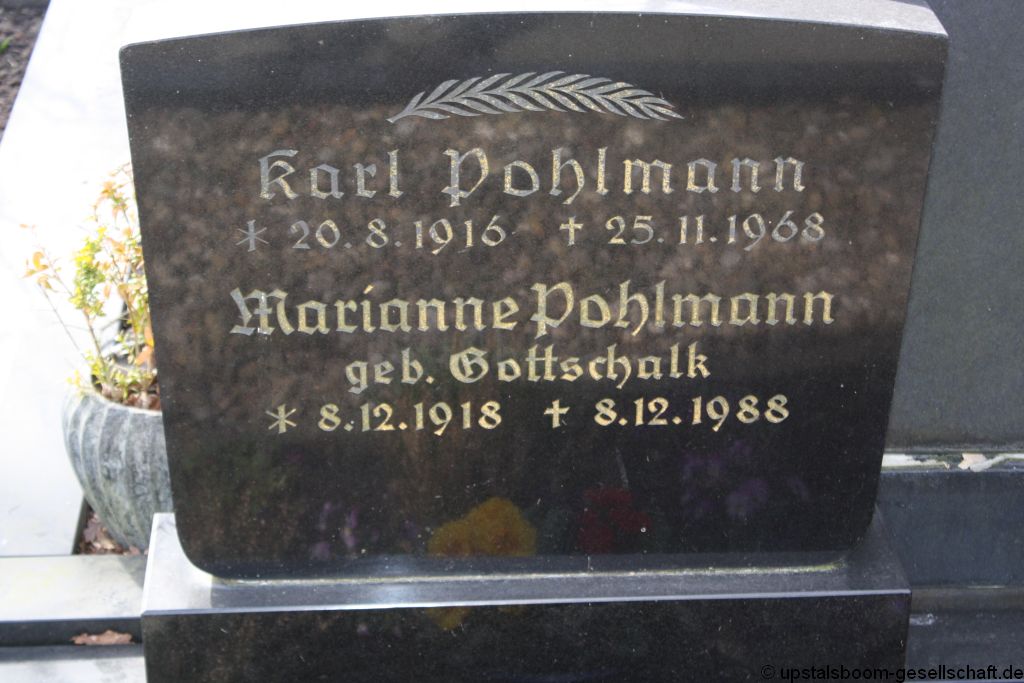 Karl Pohlmann
* 20.8.1916 † 25.11.1968
Marianne Pohlmann
geb. Gottschalk
* 8.12.1918 † 8.12.1988
© upstalsboom-gesellschaft.de